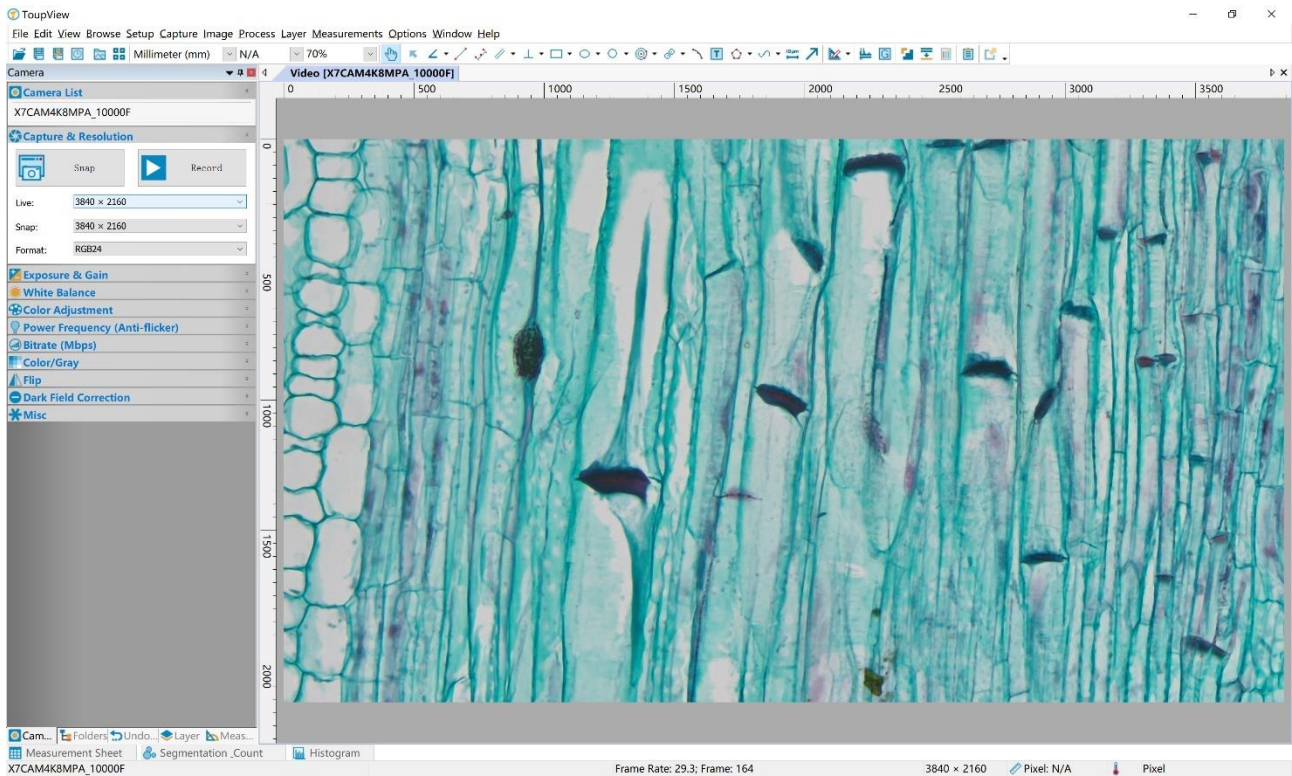 ToupView
File Edit View Browse Setup Capture Image Process Layer Measurements Options Window Help
Millimeter (mm) N/A 70%
Camera
Video [X7CAM4K8MPA_10000F]
Camera List
X7CAM4K8MPA_10000F
Capture & Resolution
Snap Record
Live: 3840 × 2160
Snap: 3840 × 2160
Format: RGB24
Exposure & Gain
White Balance
Color Adjustment
Power Frequency (Anti-flicker)
Bitrate (Mbps)
Color/Gray
Flip
Dark Field Correction
Misc
0 500 1000 1500 2000 2500 3000 3500
0
500
1000
1500
2000
Cam... Folders Undo... Layer Meas...
Measurement Sheet Segmentation_Count Histogram
X7CAM4K8MPA_10000F Frame Rate: 29.3; Frame: 164 3840 × 2160 Pixel: N/A Pixel